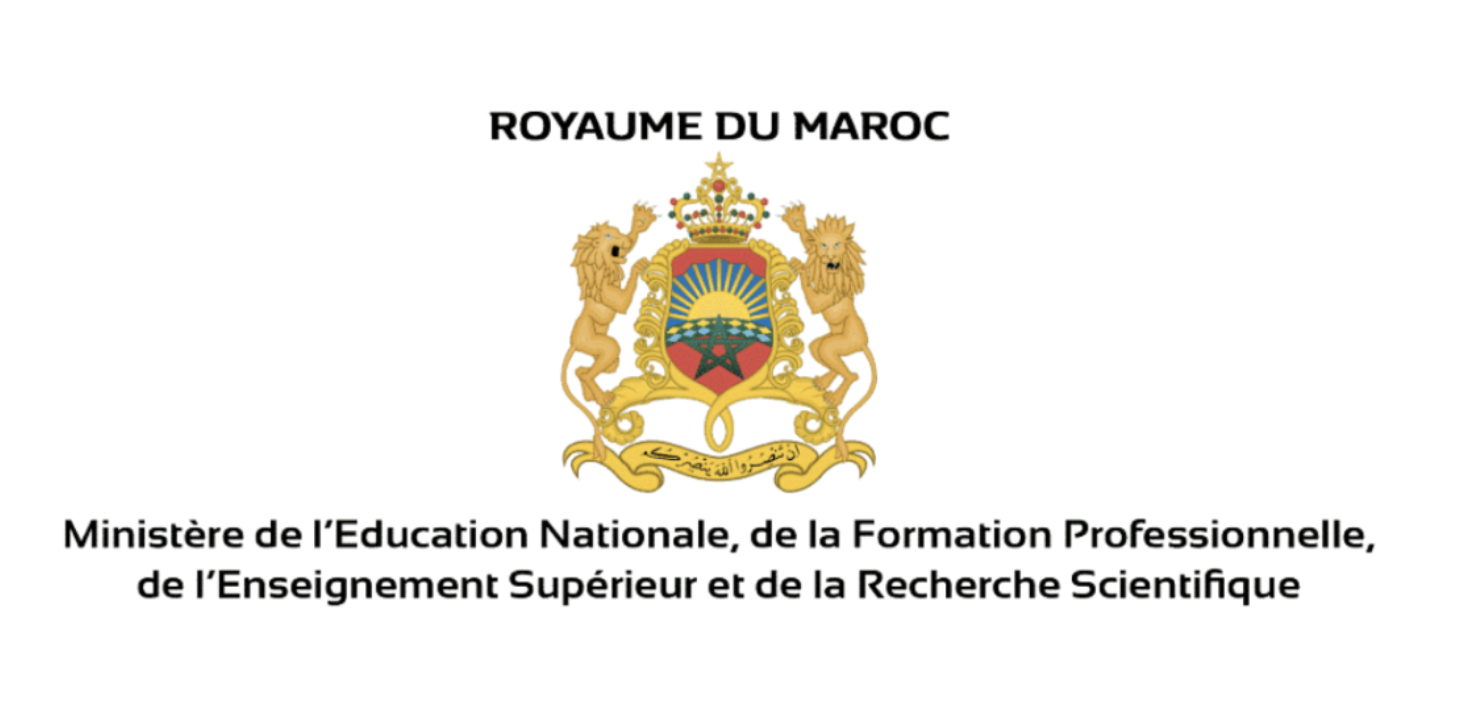 ROYAUME DU MAROC
ان تنصروا الله ينصركم
Ministère de l'Education Nationale, de la Formation Professionnelle,
de l'Enseignement Supérieur et de la Recherche Scientifique